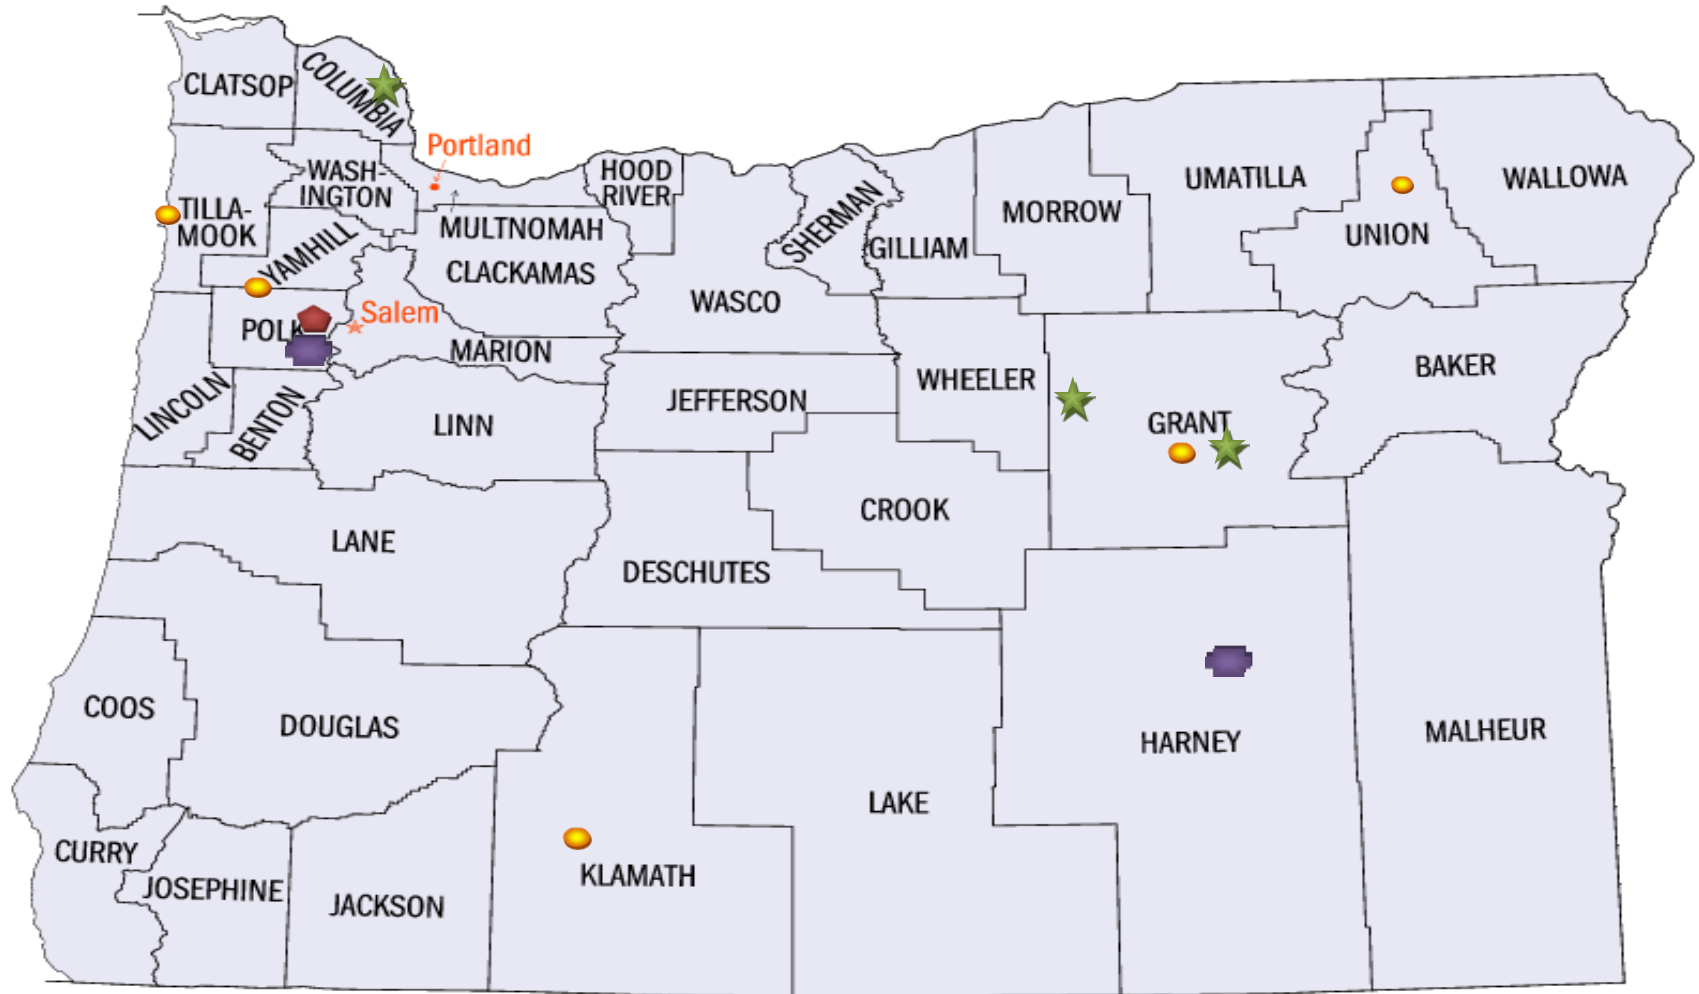 CLATSOP
COLUMBIA
Portland
WASH-
INGTON
HOOD
RIVER
TILLA-
MOOK
YAMHILL
MULTNOMAH
CLACKAMAS
SHERMAN
GILLIAM
MORROW
UMATILLA
UNION
WALLOWA
POLK
Salem
MARION
WASCO
LINCOLN
BENTON
LINN
JEFFERSON
WHEELER
GRANT
BAKER
LANE
DESCHUTES
CROOK
COOS
DOUGLAS
HARNEY
MALHEUR
LAKE
CURRY
JOSEPHINE
JACKSON
KLAMATH